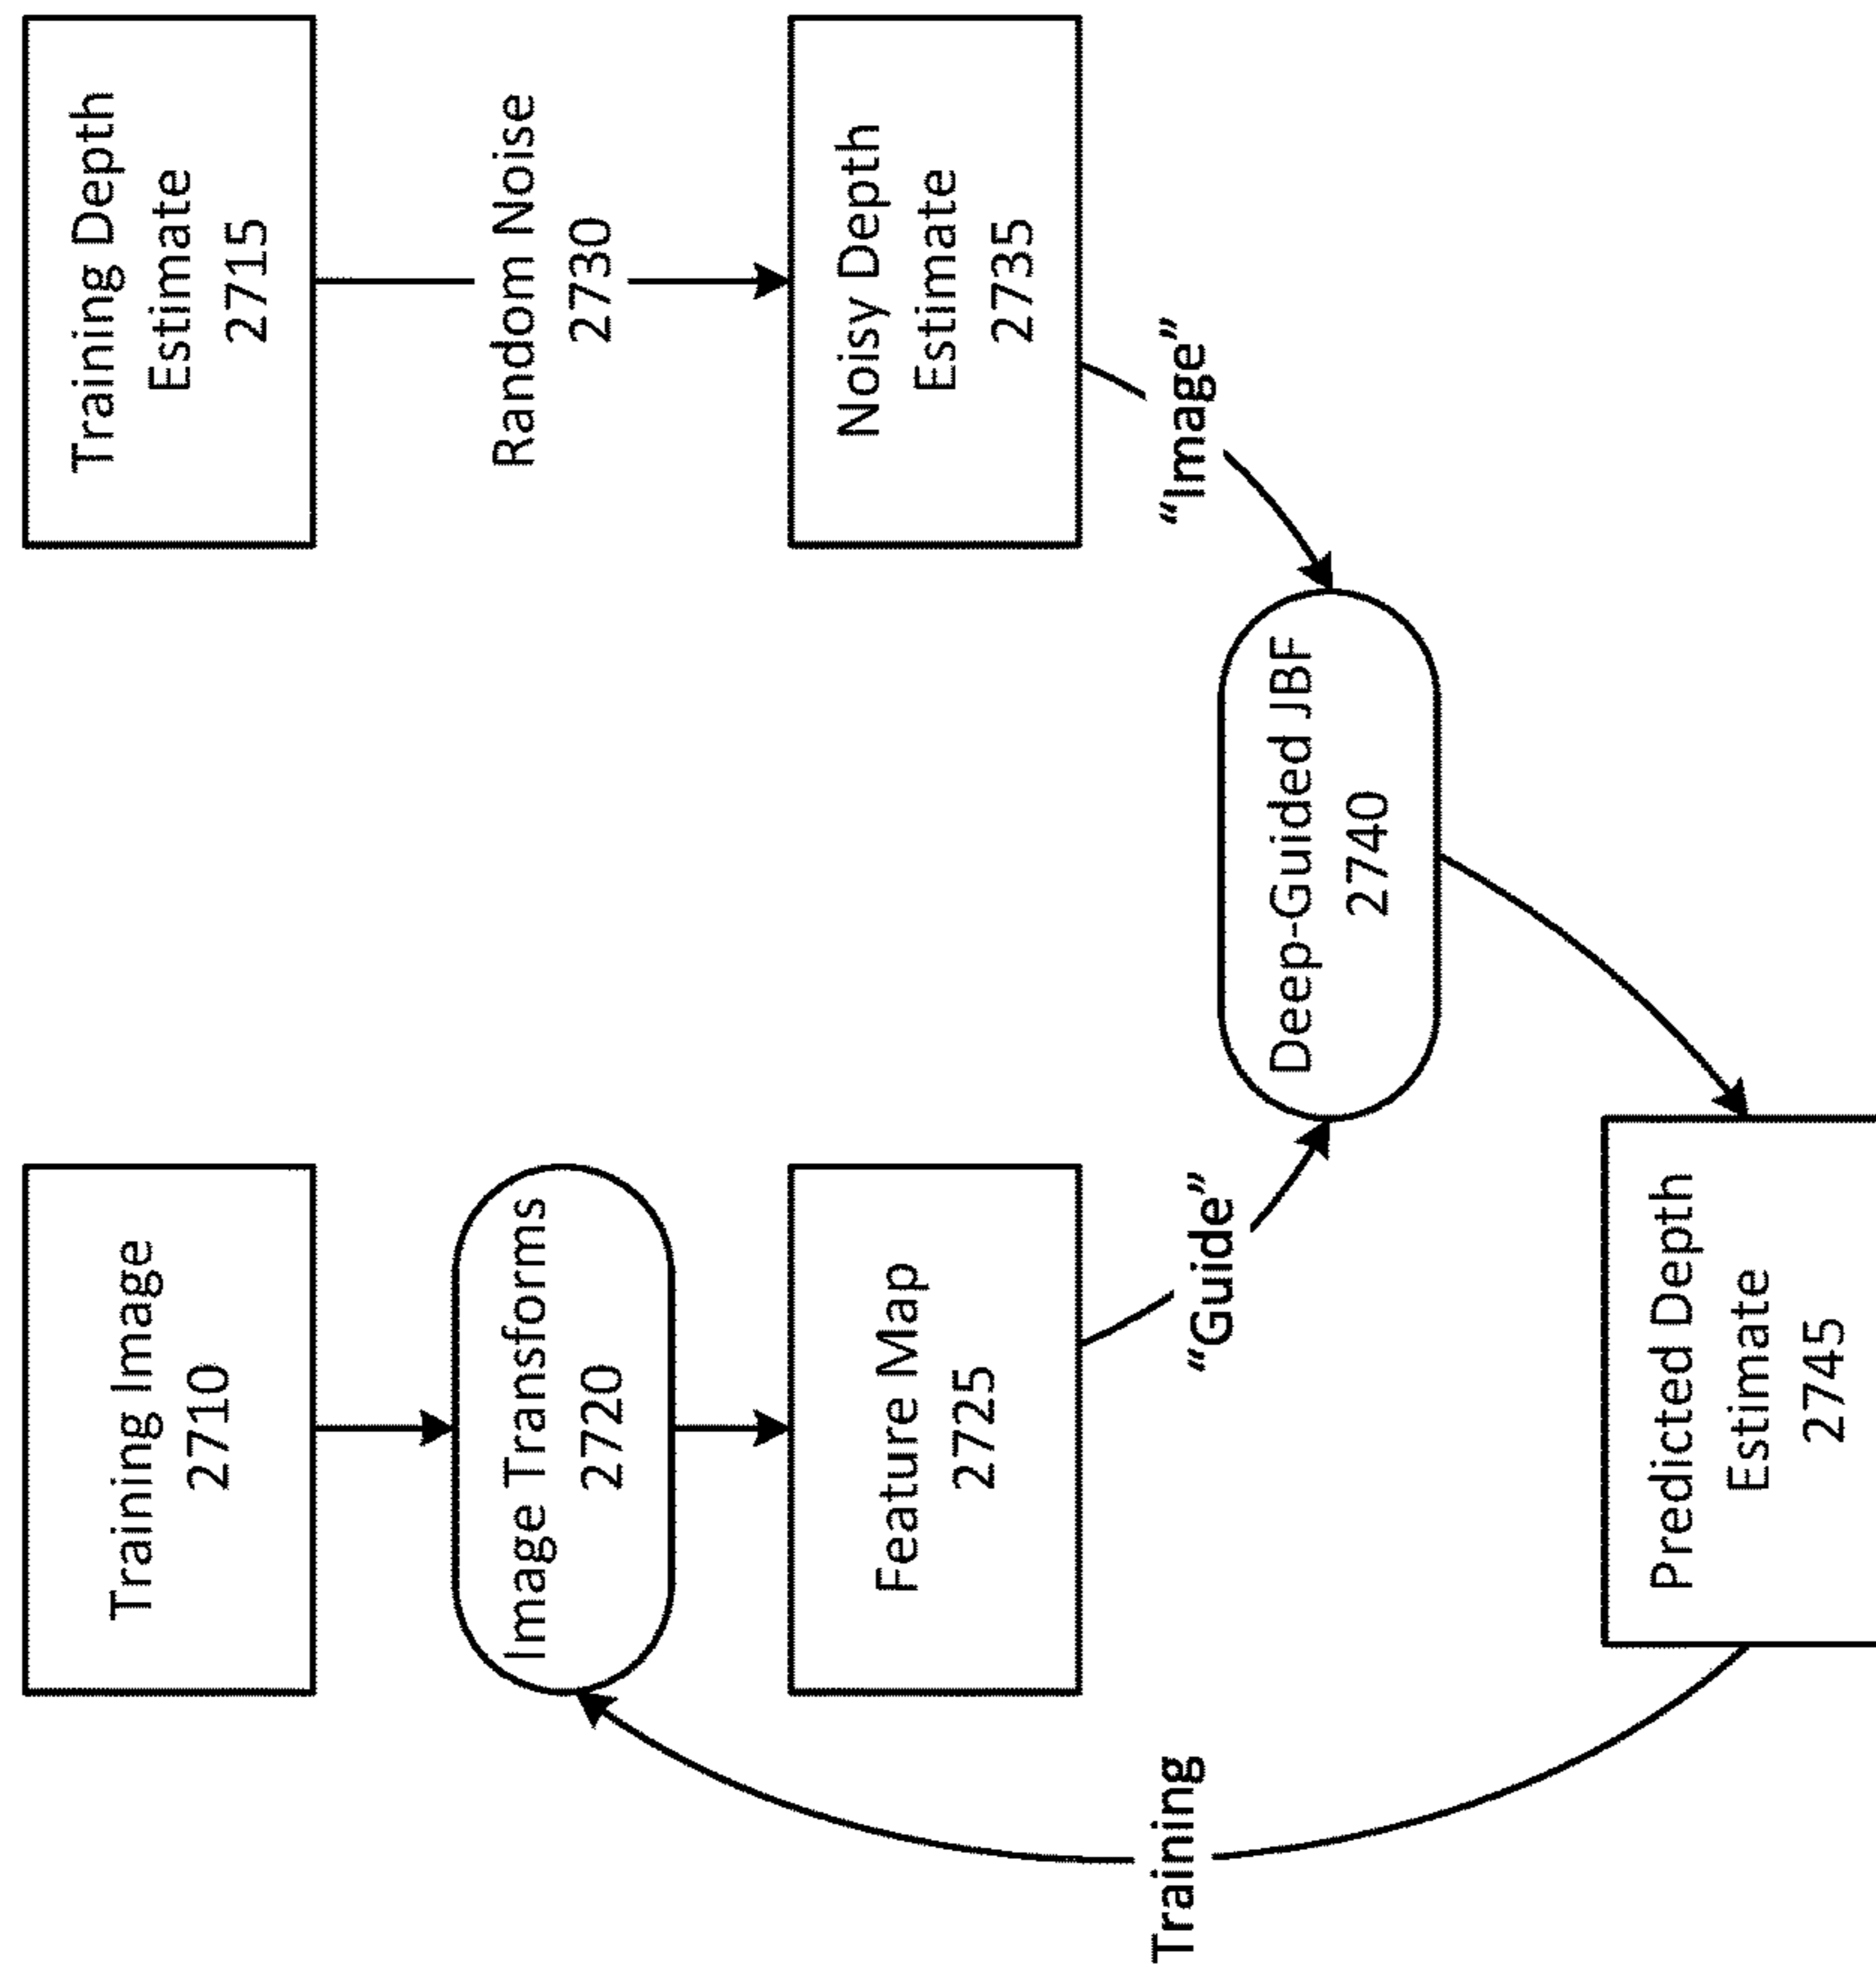 Training Image
2710
Image Transforms
2720
Feature Map
2725
"Guide"
Training Depth
Estimate
2715
Random Noise
2730
Noisy Depth
Estimate
2735
"Image"
Deep-Guided JBF
2740
Predicted Depth
Estimate
2745
Training